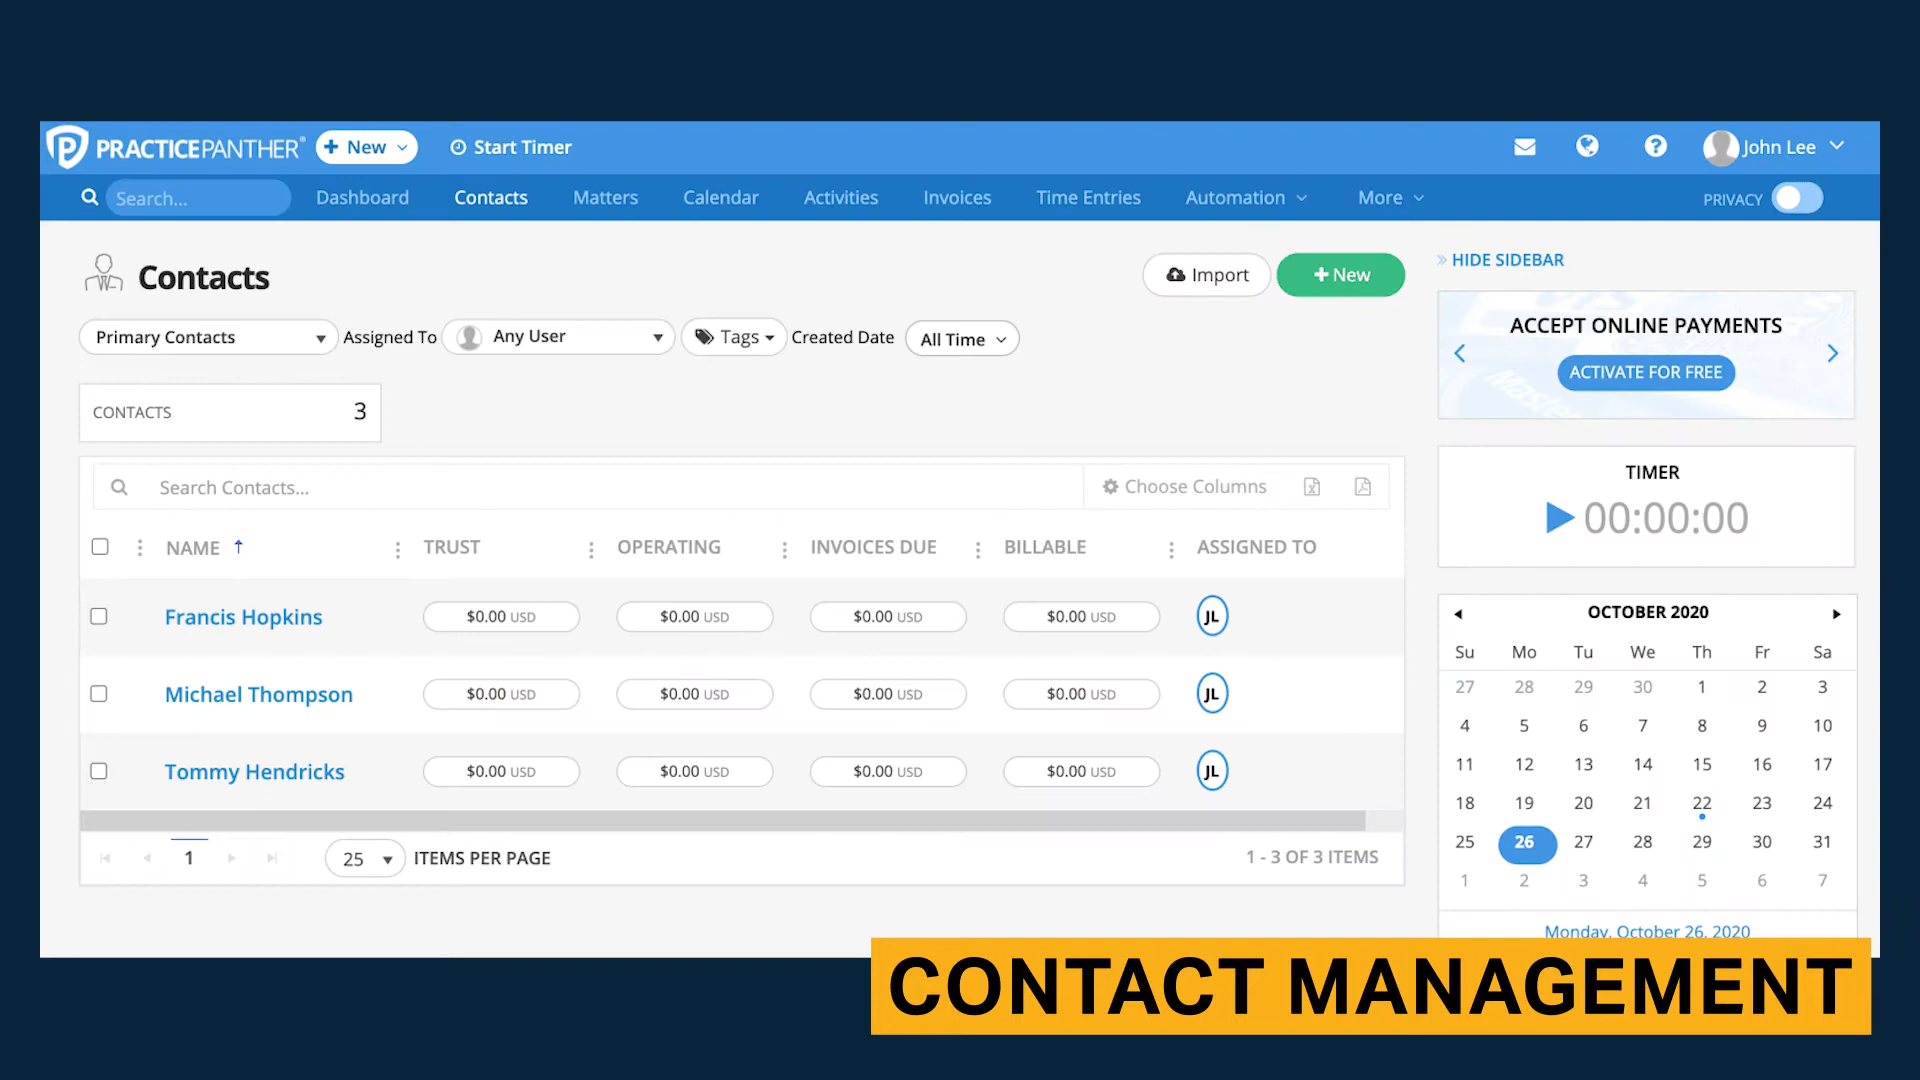 PRACTICEPANTHER®
+ New
Start Timer
John Lee
Search...
Dashboard
Contacts
Matters
Calendar
Activities
Invoices
Time Entries
Automation
More
PRIVACY
Contacts
Import
+ New
» HIDE SIDEBAR
Primary Contacts
Assigned To
Any User
Tags
Created Date
All Time
ACCEPT ONLINE PAYMENTS
ACTIVATE FOR FREE
CONTACTS 3
TIMER
00:00:00
Search Contacts...
Choose Columns
NAME ↑ TRUST OPERATING INVOICES DUE BILLABLE ASSIGNED TO
Francis Hopkins $0.00 USD $0.00 USD $0.00 USD $0.00 USD JL
Michael Thompson $0.00 USD $0.00 USD $0.00 USD $0.00 USD JL
Tommy Hendricks $0.00 USD $0.00 USD $0.00 USD $0.00 USD JL
1
25 ITEMS PER PAGE
1 - 3 OF 3 ITEMS
OCTOBER 2020
Su Mo Tu We Th Fr Sa
27 28 29 30 1 2 3
4 5 6 7 8 9 10
11 12 13 14 15 16 17
18 19 20 21 22 23 24
25 26 27 28 29 30 31
1 2 3 4 5 6 7
Monday, October 26, 2020
CONTACT MANAGEMENT